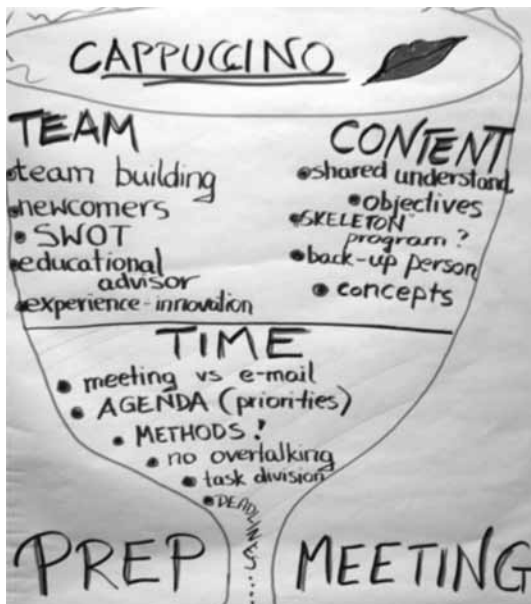 CAPPUCCINO
TEAM
•team building
•newcomers
• SWOT
•educational
advisor
•experience-innovation
CONTENT
•shared understand.
•objectives
•SKELETON
program?
•back-up person
• concepts
TIME
• meeting vs e-mail
• AGENDA (priorities)
• METHODS!
• no overtalking
• task division
• DEADLINES....
PREP MEETING